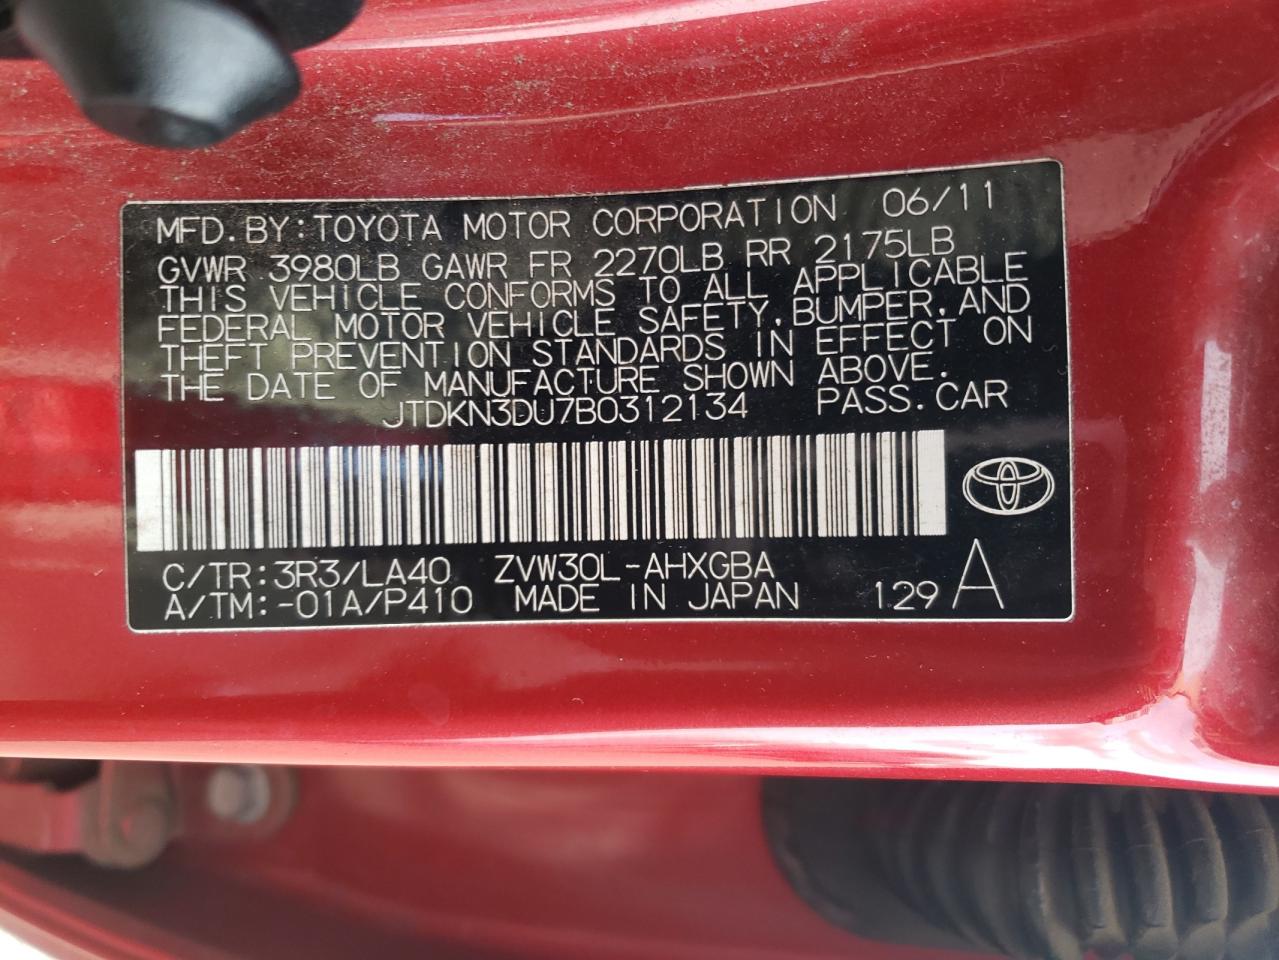 MFD. BY: TOYOTA MOTOR CORPORATION 06/11
GVWR 3980LB GAWR FR 2270LB RR 2175LB
THIS VEHICLE CONFORMS TO ALL APPLICABLE
FEDERAL MOTOR VEHICLE SAFETY, BUMPER, AND
THEFT PREVENTION STANDARDS IN EFFECT ON
THE DATE OF MANUFACTURE SHOWN ABOVE.
JTDKN3DU7B0312134 PASS. CAR
C/TR: 3R3/LA40 ZVW30L-AHXGBA
A/TM: -01A/P410 MADE IN JAPAN 129 A